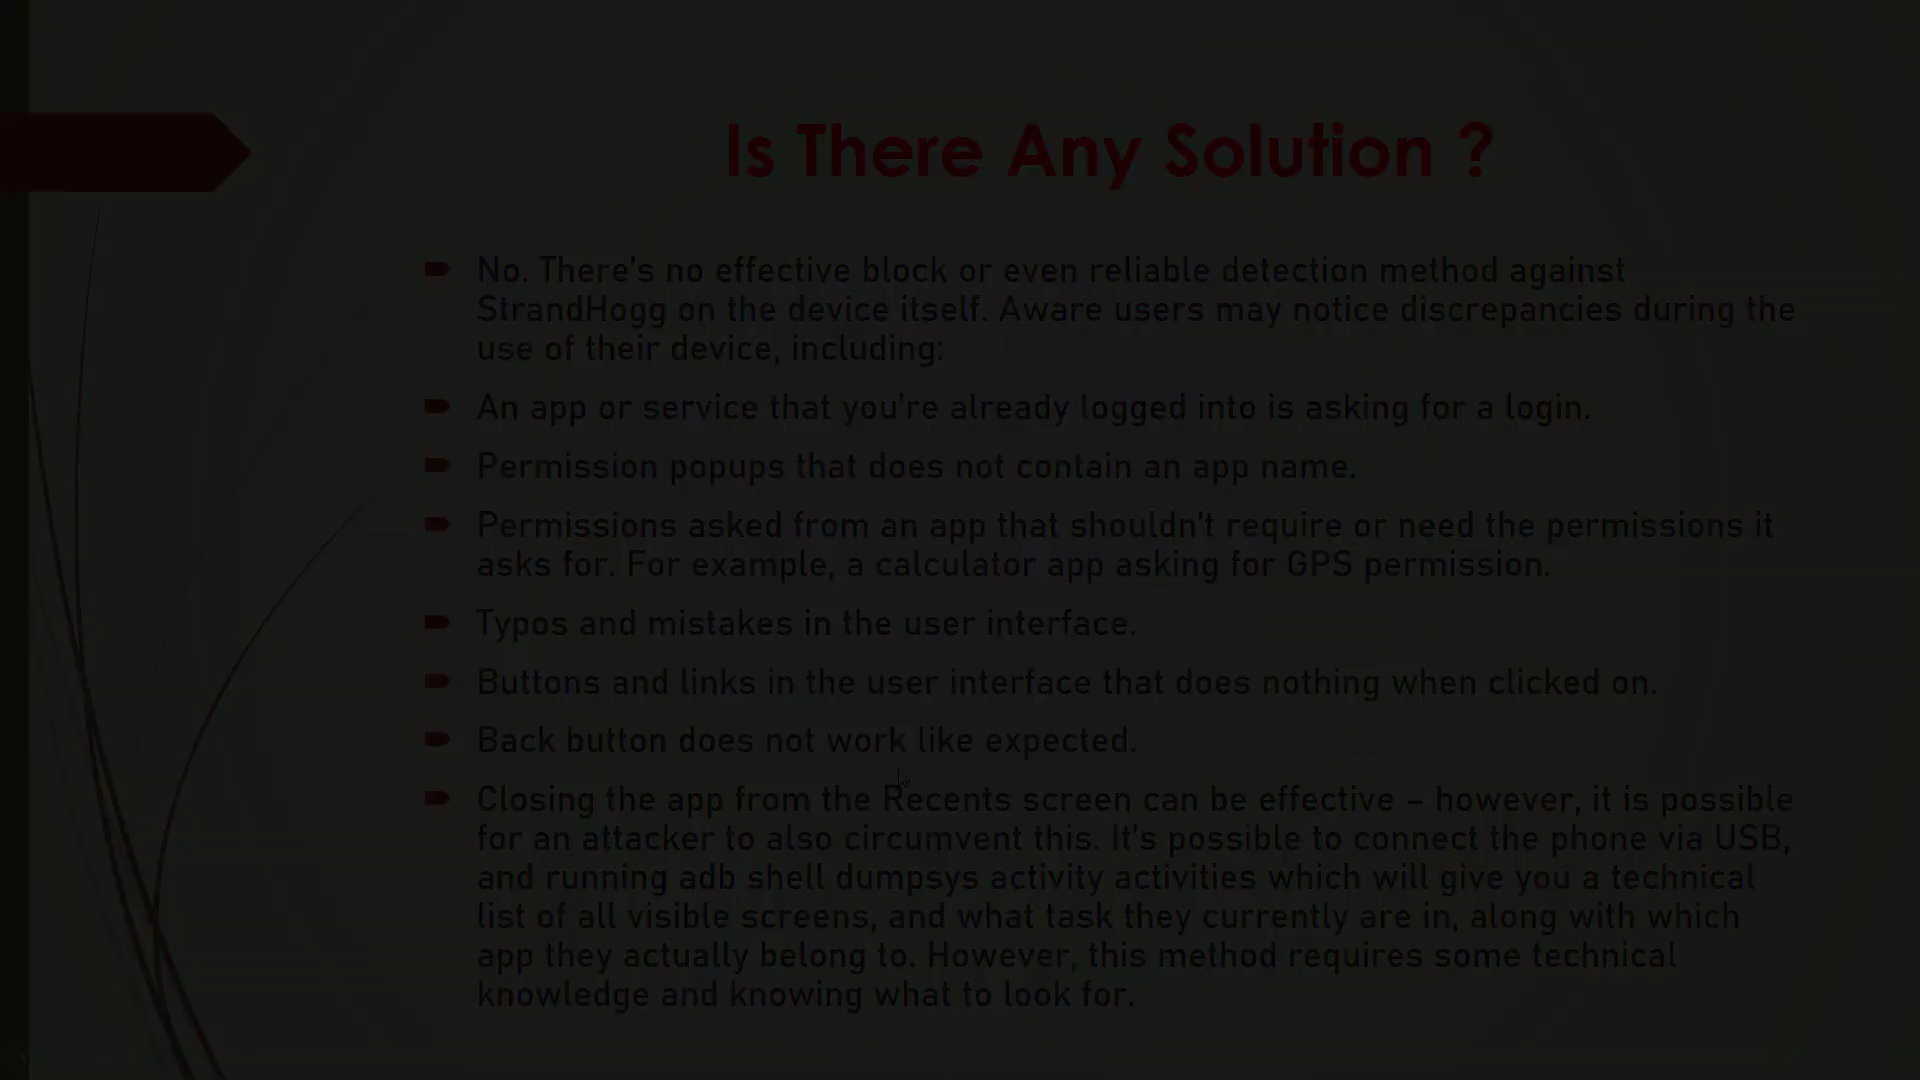 Is There Any Solution ?
No. There's no effective block or even reliable detection method against
StrandHogg on the device itself. Aware users may notice discrepancies during the
use of their device, including:
An app or service that you're already logged into is asking for a login.
Permission popups that does not contain an app name.
Permissions asked from an app that shouldn't require or need the permissions it
asks for. For example, a calculator app asking for GPS permission.
Typos and mistakes in the user interface.
Buttons and links in the user interface that does nothing when clicked on.
Back button does not work like expected.
Closing the app from the Recents screen can be effective – however, it is possible
for an attacker to also circumvent this. It's possible to connect the phone via USB,
and running adb shell dumpsys activity activities which will give you a technical
list of all visible screens, and what task they currently are in, along with which
app they actually belong to. However, this method requires some technical
knowledge and knowing what to look for.